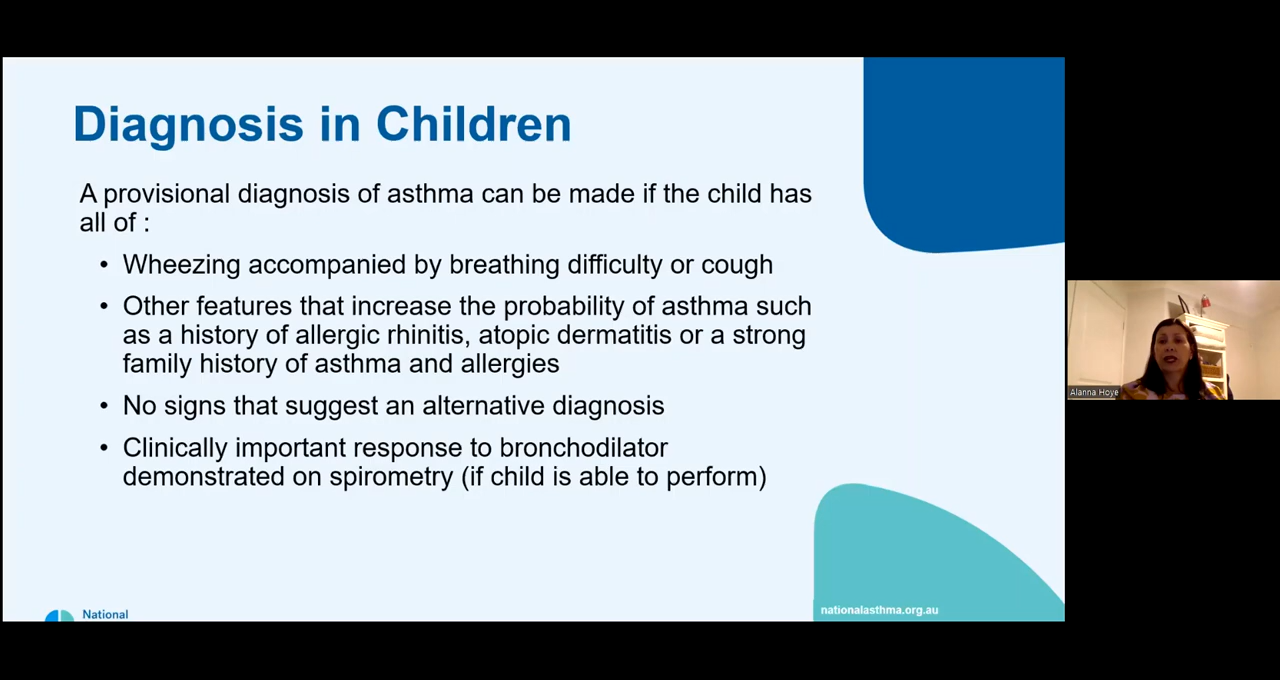 Diagnosis in Children
A provisional diagnosis of asthma can be made if the child has
all of :
• Wheezing accompanied by breathing difficulty or cough
• Other features that increase the probability of asthma such
as a history of allergic rhinitis, atopic dermatitis or a strong
family history of asthma and allergies
• No signs that suggest an alternative diagnosis
• Clinically important response to bronchodilator
demonstrated on spirometry (if child is able to perform)
National
nationalasthma.org.au
Alanna Hoye